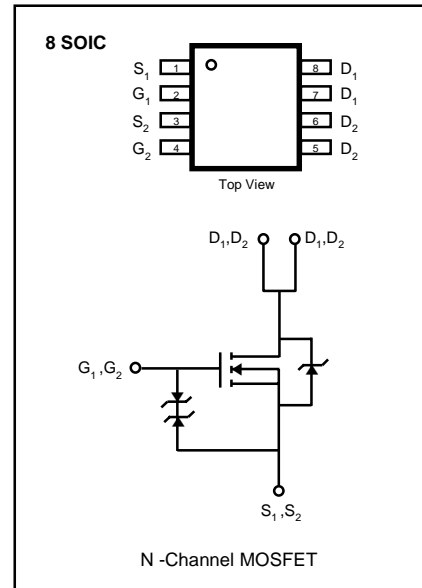 8 SOIC
S₁ 1 8 D₁
G₁ 2 7 D₁
S₂ 3 6 D₂
G₂ 4 5 D₂
Top View
D₁,D₂ D₁,D₂
G₁,G₂
S₁,S₂
N -Channel MOSFET